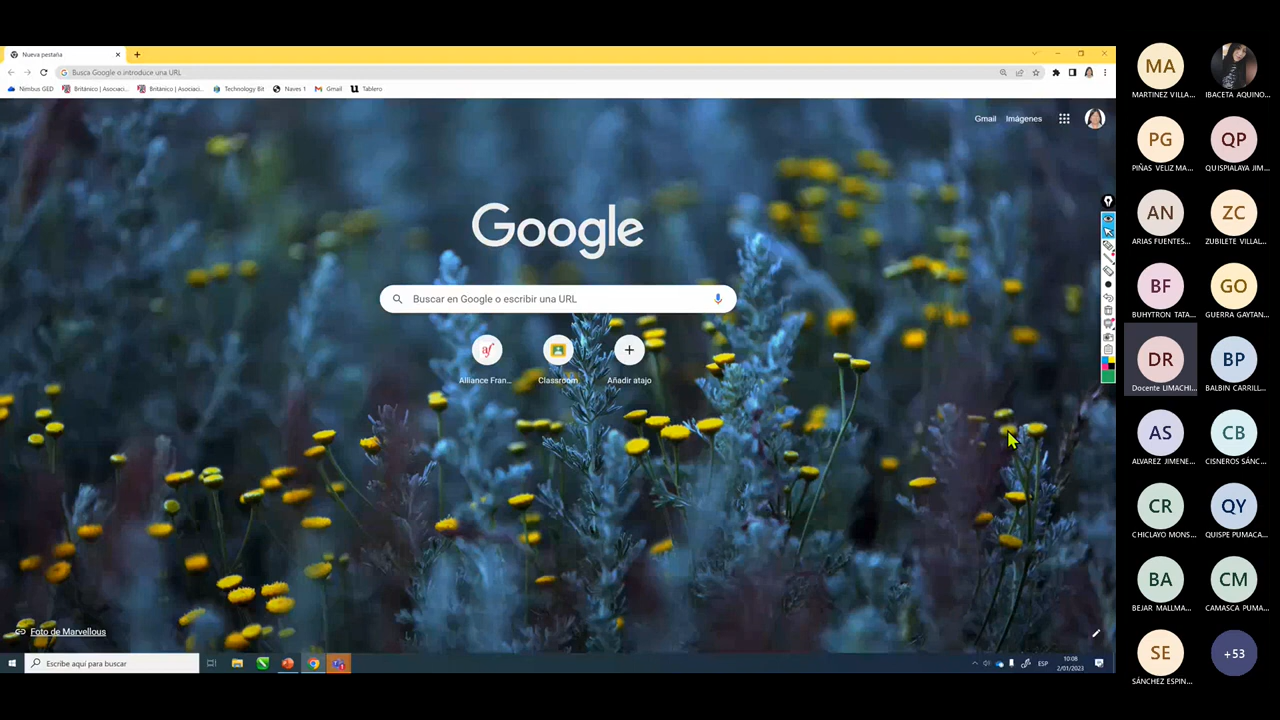 Nueva pestaña
Busca Google o introduce una URL
Nimbus GED
Británico | Asociaci...
Británico | Asociaci...
Technology Bit
Naves 1
Gmail
Tablero
Gmail
Imágenes
Google
Buscar en Google o escribir una URL
af
Alliance Fran...
Classroom
Añadir atajo
Foto de Marvellous
Escribe aquí para buscar
ESP
10:08
2/01/2023
MA
MARTINEZ VILLA...
IBACETA AQUINO...
PG
PIÑAS VELIZ MA...
QP
QUISPIALAYA JIM...
AN
ARIAS FUENTES...
ZC
ZUBILETE VILLAL...
BF
BUHYTRON TATA...
GO
GUERRA GAYTAN...
DR
Docente LIMACHI...
BP
BALBIN CARRILL...
AS
ALVAREZ JIMENE...
CB
CISNEROS SÁNC...
CR
CHICLAYO MONS...
QY
QUISPE PUMACA...
BA
BEJAR MALLMA...
CM
CAMASCA PUMA...
SE
SÁNCHEZ ESPIN...
+53